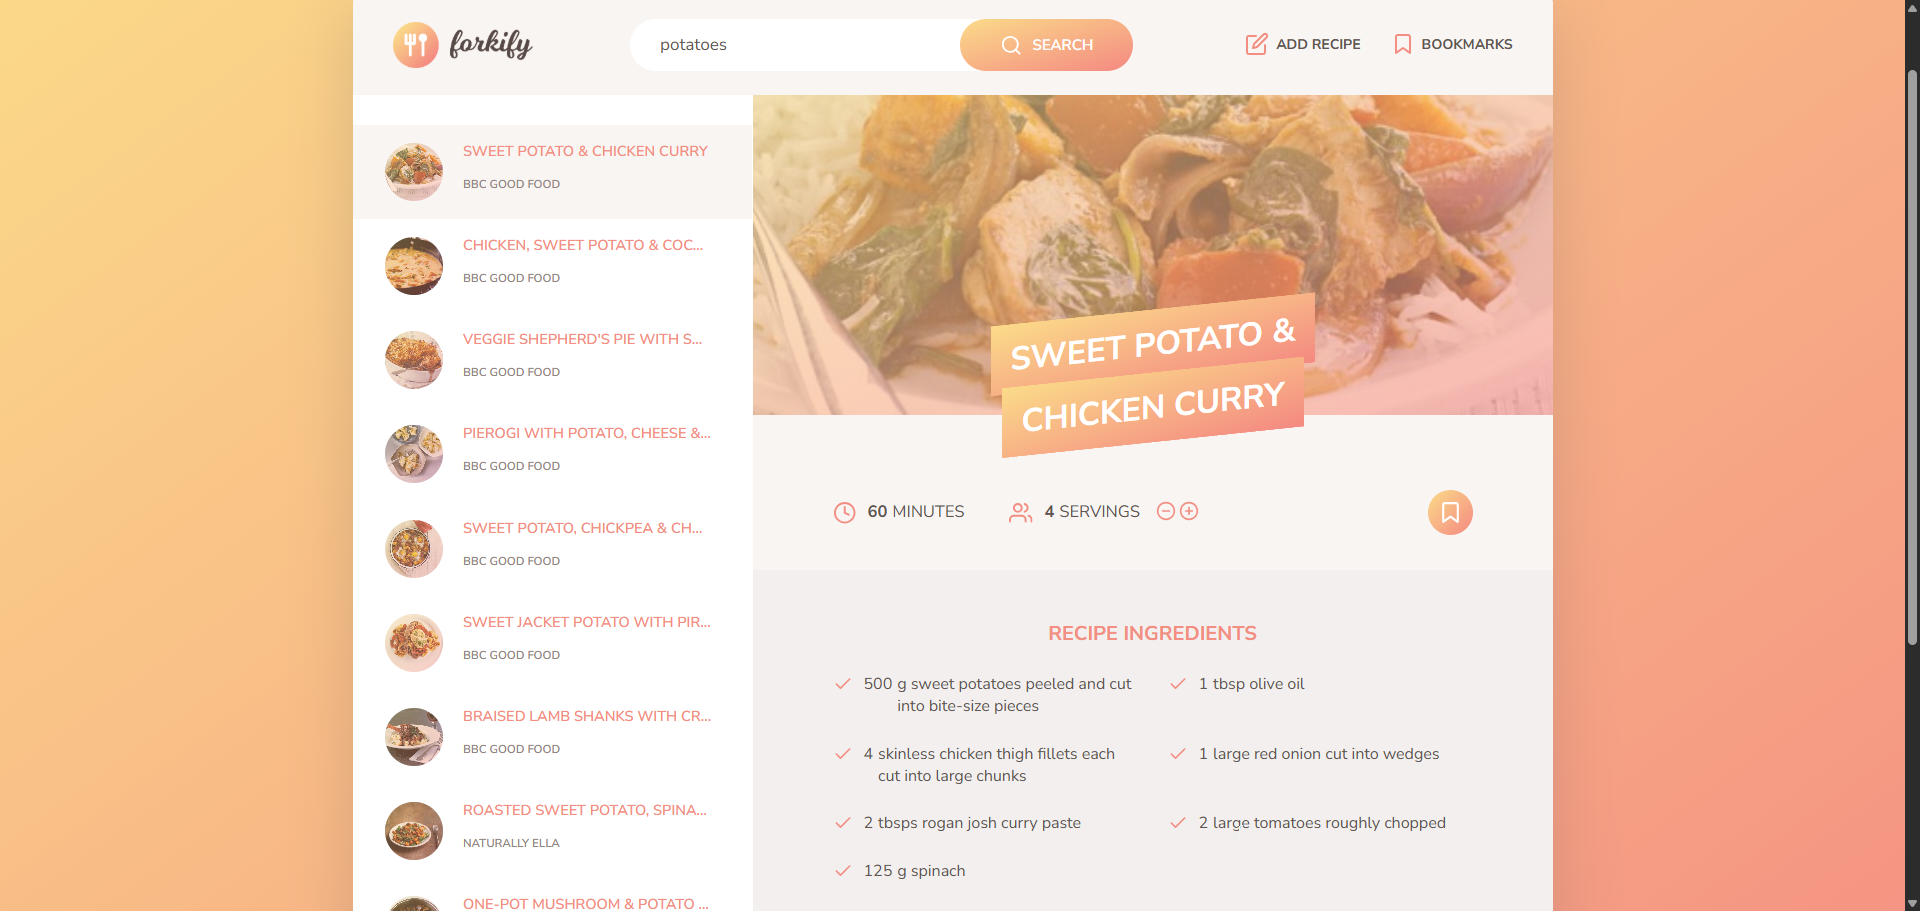 forkify
potatoes
SEARCH
ADD RECIPE
BOOKMARKS
SWEET POTATO & CHICKEN CURRY
BBC GOOD FOOD
CHICKEN, SWEET POTATO & COC...
BBC GOOD FOOD
VEGGIE SHEPHERD'S PIE WITH S...
BBC GOOD FOOD
PIEROGI WITH POTATO, CHEESE &...
BBC GOOD FOOD
SWEET POTATO, CHICKPEA & CH...
BBC GOOD FOOD
SWEET JACKET POTATO WITH PIR...
BBC GOOD FOOD
BRAISED LAMB SHANKS WITH CR...
BBC GOOD FOOD
ROASTED SWEET POTATO, SPINA...
NATURALLY ELLA
ONE-POT MUSHROOM & POTATO ...
SWEET POTATO &
CHICKEN CURRY
60 MINUTES
4 SERVINGS
RECIPE INGREDIENTS
500 g sweet potatoes peeled and cut
into bite-size pieces
1 tbsp olive oil
4 skinless chicken thigh fillets each
cut into large chunks
1 large red onion cut into wedges
2 tbsps rogan josh curry paste
2 large tomatoes roughly chopped
125 g spinach